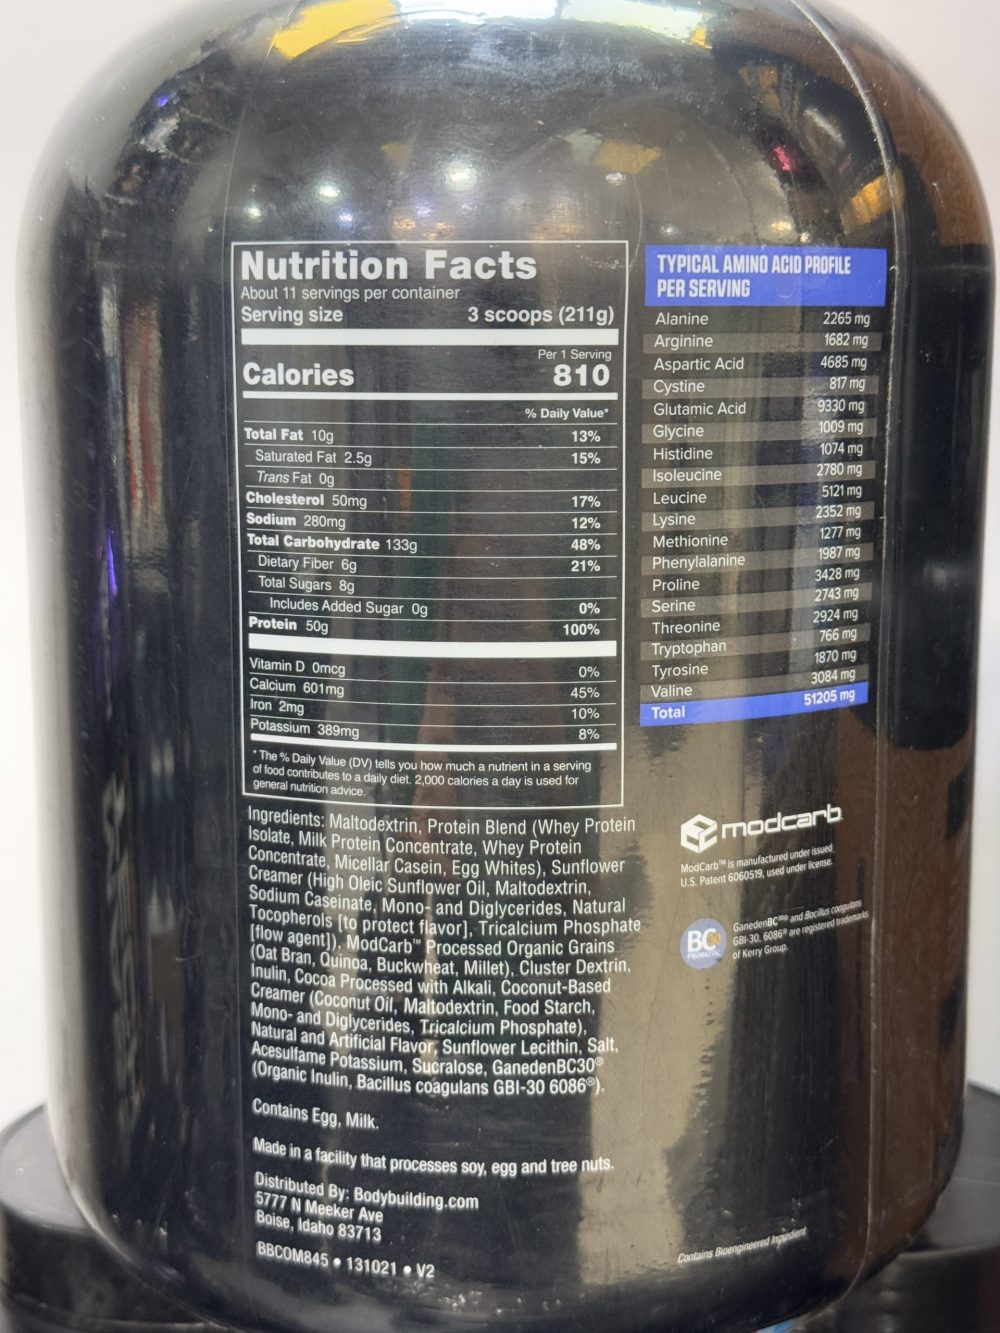 Nutrition Facts
About 11 servings per container
Serving size 3 scoops (211g)
Per 1 Serving
Calories 810
% Daily Value*
Total Fat 10g 13%
Saturated Fat 2.5g 15%
Trans Fat 0g
Cholesterol 50mg 17%
Sodium 280mg 12%
Total Carbohydrate 133g 48%
Dietary Fiber 6g 21%
Total Sugars 8g
Includes Added Sugar 0g 0%
Protein 50g 100%
Vitamin D 0mcg 0%
Calcium 601mg 45%
Iron 2mg 10%
Potassium 389mg 8%
*The % Daily Value (DV) tells you how much a nutrient in a serving
of food contributes to a daily diet. 2,000 calories a day is used for
general nutrition advice.
Ingredients: Maltodextrin, Protein Blend (Whey Protein
Isolate, Milk Protein Concentrate, Whey Protein
Concentrate, Micellar Casein, Egg Whites), Sunflower
Creamer (High Oleic Sunflower Oil, Maltodextrin,
Sodium Caseinate, Mono- and Diglycerides, Natural
Tocopherols [to protect flavor], Tricalcium Phosphate
[flow agent]), ModCarb™ Processed Organic Grains
(Oat Bran, Quinoa, Buckwheat, Millet), Cluster Dextrin,
Inulin, Cocoa Processed with Alkali, Coconut-Based
Creamer (Coconut Oil, Maltodextrin, Food Starch,
Mono- and Diglycerides, Tricalcium Phosphate),
Natural and Artificial Flavor, Sunflower Lecithin, Salt,
Acesulfame Potassium, Sucralose, GanedenBC30®
(Organic Inulin, Bacillus coagulans GBI-30 6086®).
Contains Egg, Milk.
Made in a facility that processes soy, egg and tree nuts.
Distributed By: Bodybuilding.com
5777 N Meeker Ave
Boise, Idaho 83713
BBCOM845 • 131021 • V2
TYPICAL AMINO ACID PROFILE
PER SERVING
Alanine 2265 mg
Arginine 1682 mg
Aspartic Acid 4685 mg
Cystine 817 mg
Glutamic Acid 9330 mg
Glycine 1009 mg
Histidine 1074 mg
Isoleucine 2780 mg
Leucine 5121 mg
Lysine 2352 mg
Methionine 1277 mg
Phenylalanine 1987 mg
Proline 3428 mg
Serine 2743 mg
Threonine 2924 mg
Tryptophan 766 mg
Tyrosine 1870 mg
Valine 3084 mg
Total 51205 mg
modcarb
ModCarb™ is manufactured under issued
U.S. Patent 6060519, used under license.
BC30
PROBIOTIC
GanedenBC30® and Bacillus coagulans
GBI-30, 6086® are registered trademarks
of Kerry Group.
Contains Bioengineered Ingredient